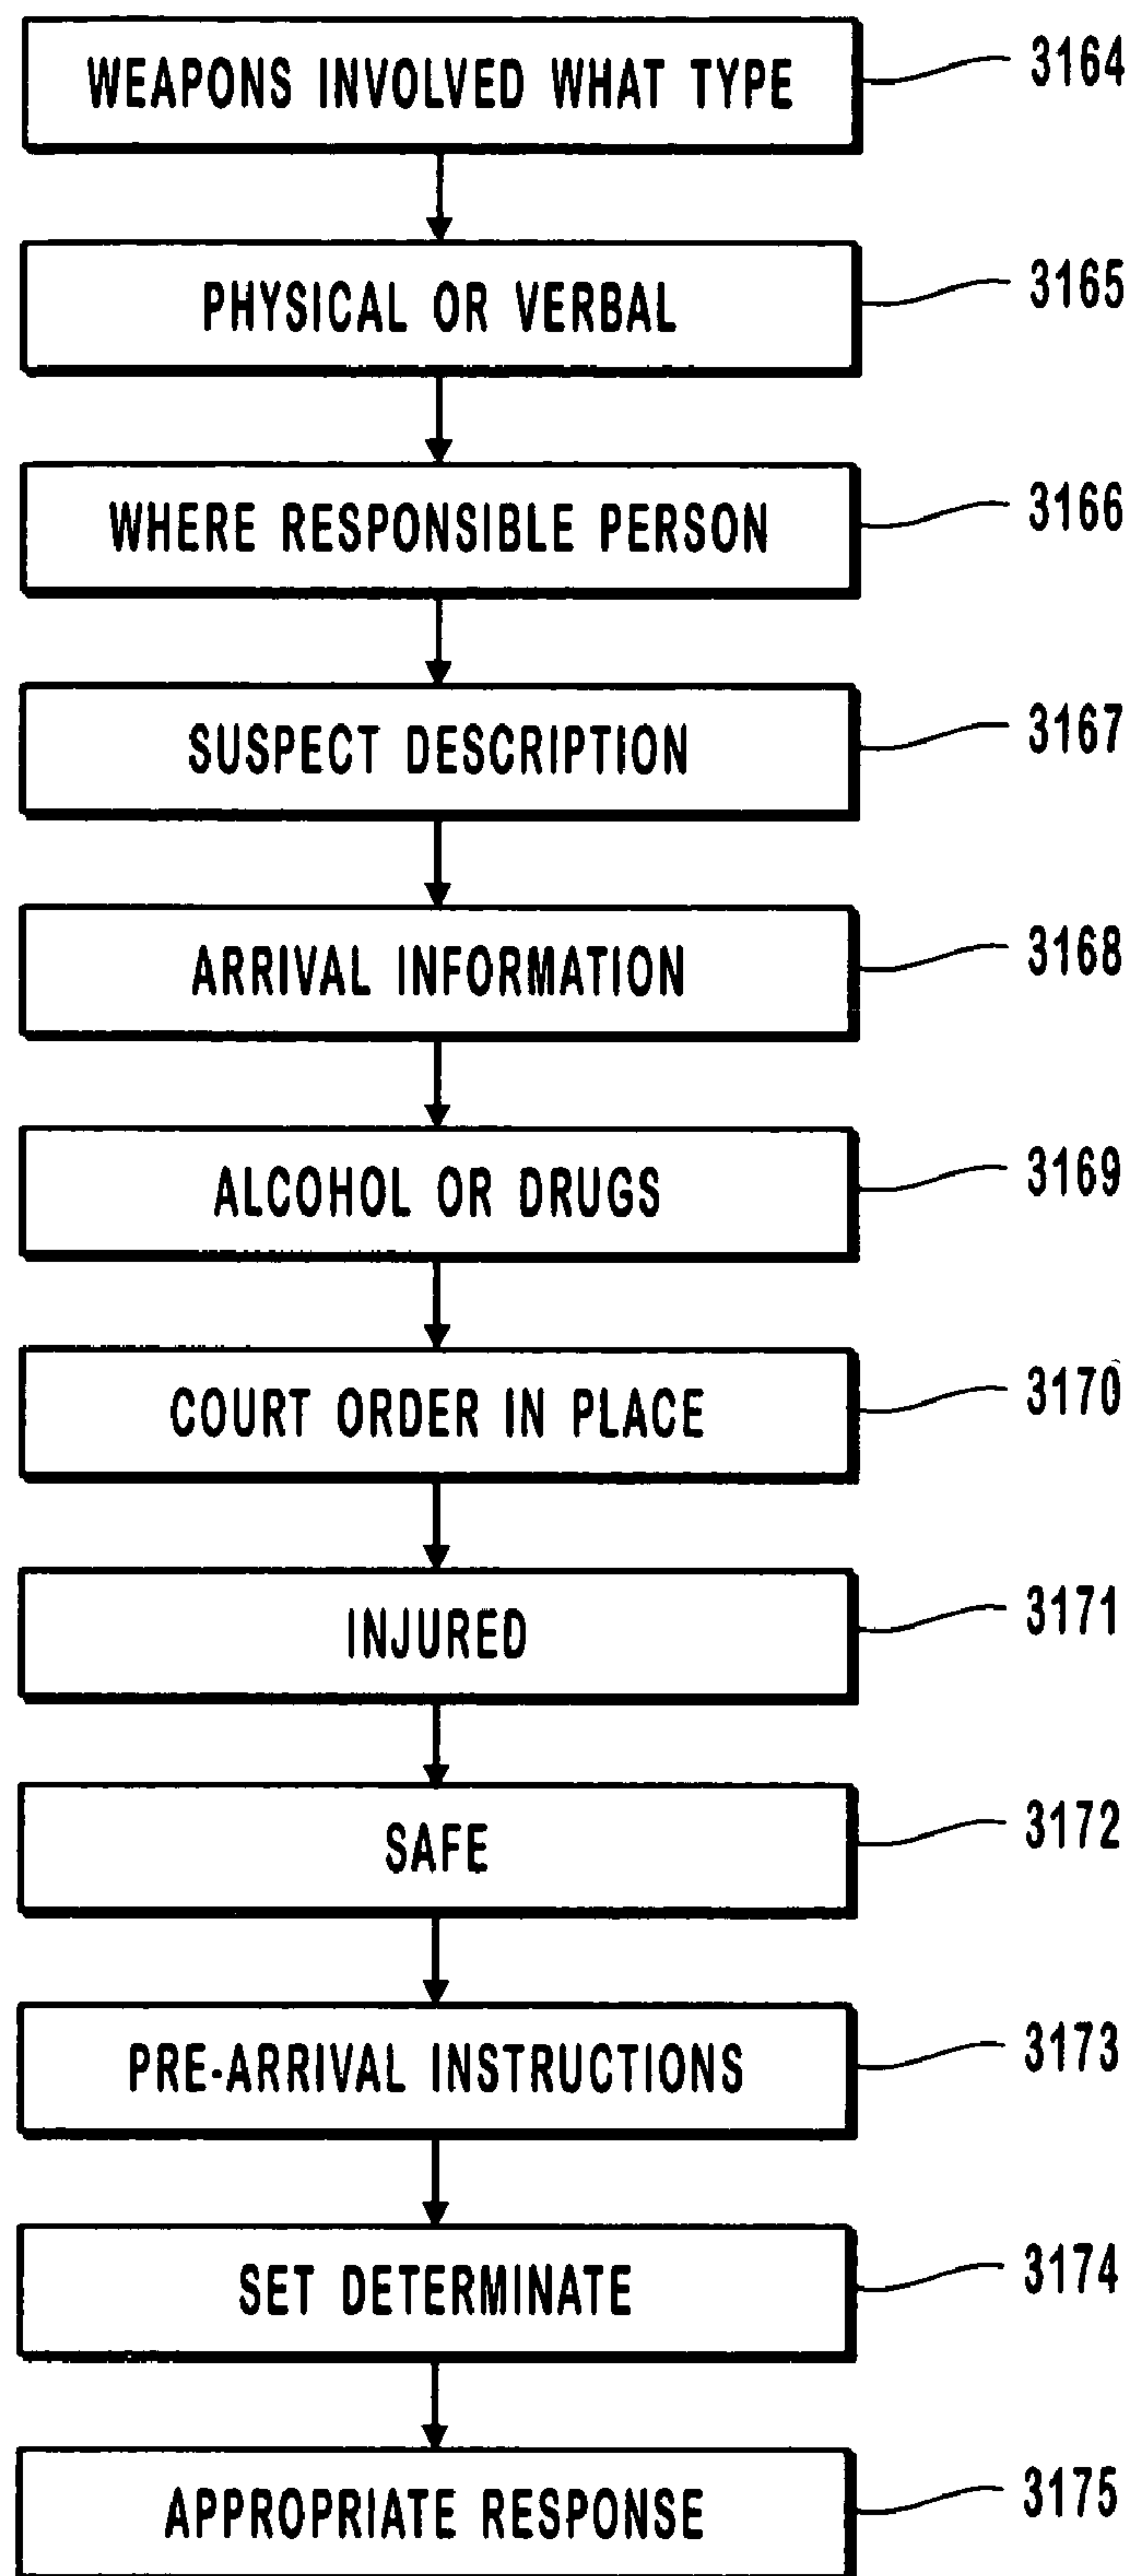 WEAPONS INVOLVED WHAT TYPE 3164
PHYSICAL OR VERBAL 3165
WHERE RESPONSIBLE PERSON 3166
SUSPECT DESCRIPTION 3167
ARRIVAL INFORMATION 3168
ALCOHOL OR DRUGS 3169
COURT ORDER IN PLACE 3170
INJURED 3171
SAFE 3172
PRE-ARRIVAL INSTRUCTIONS 3173
SET DETERMINATE 3174
APPROPRIATE RESPONSE 3175